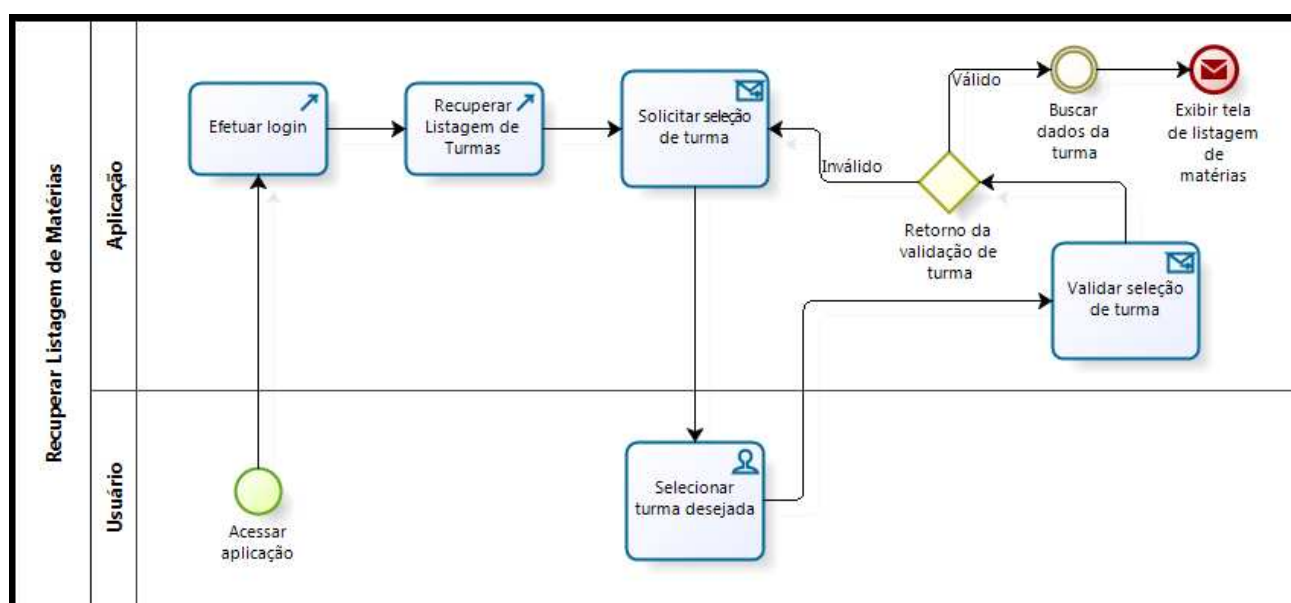 Recuperar Listagem de Matérias
Aplicação
Usuário
Efetuar login
Recuperar
Listagem de
Turmas
Solicitar seleção
de turma
Válido
Buscar
dados da
turma
Exibir tela
de listagem
de
matérias
Inválido
Retorno da
validação de
turma
Validar seleção
de turma
Selecionar
turma desejada
Acessar
aplicação